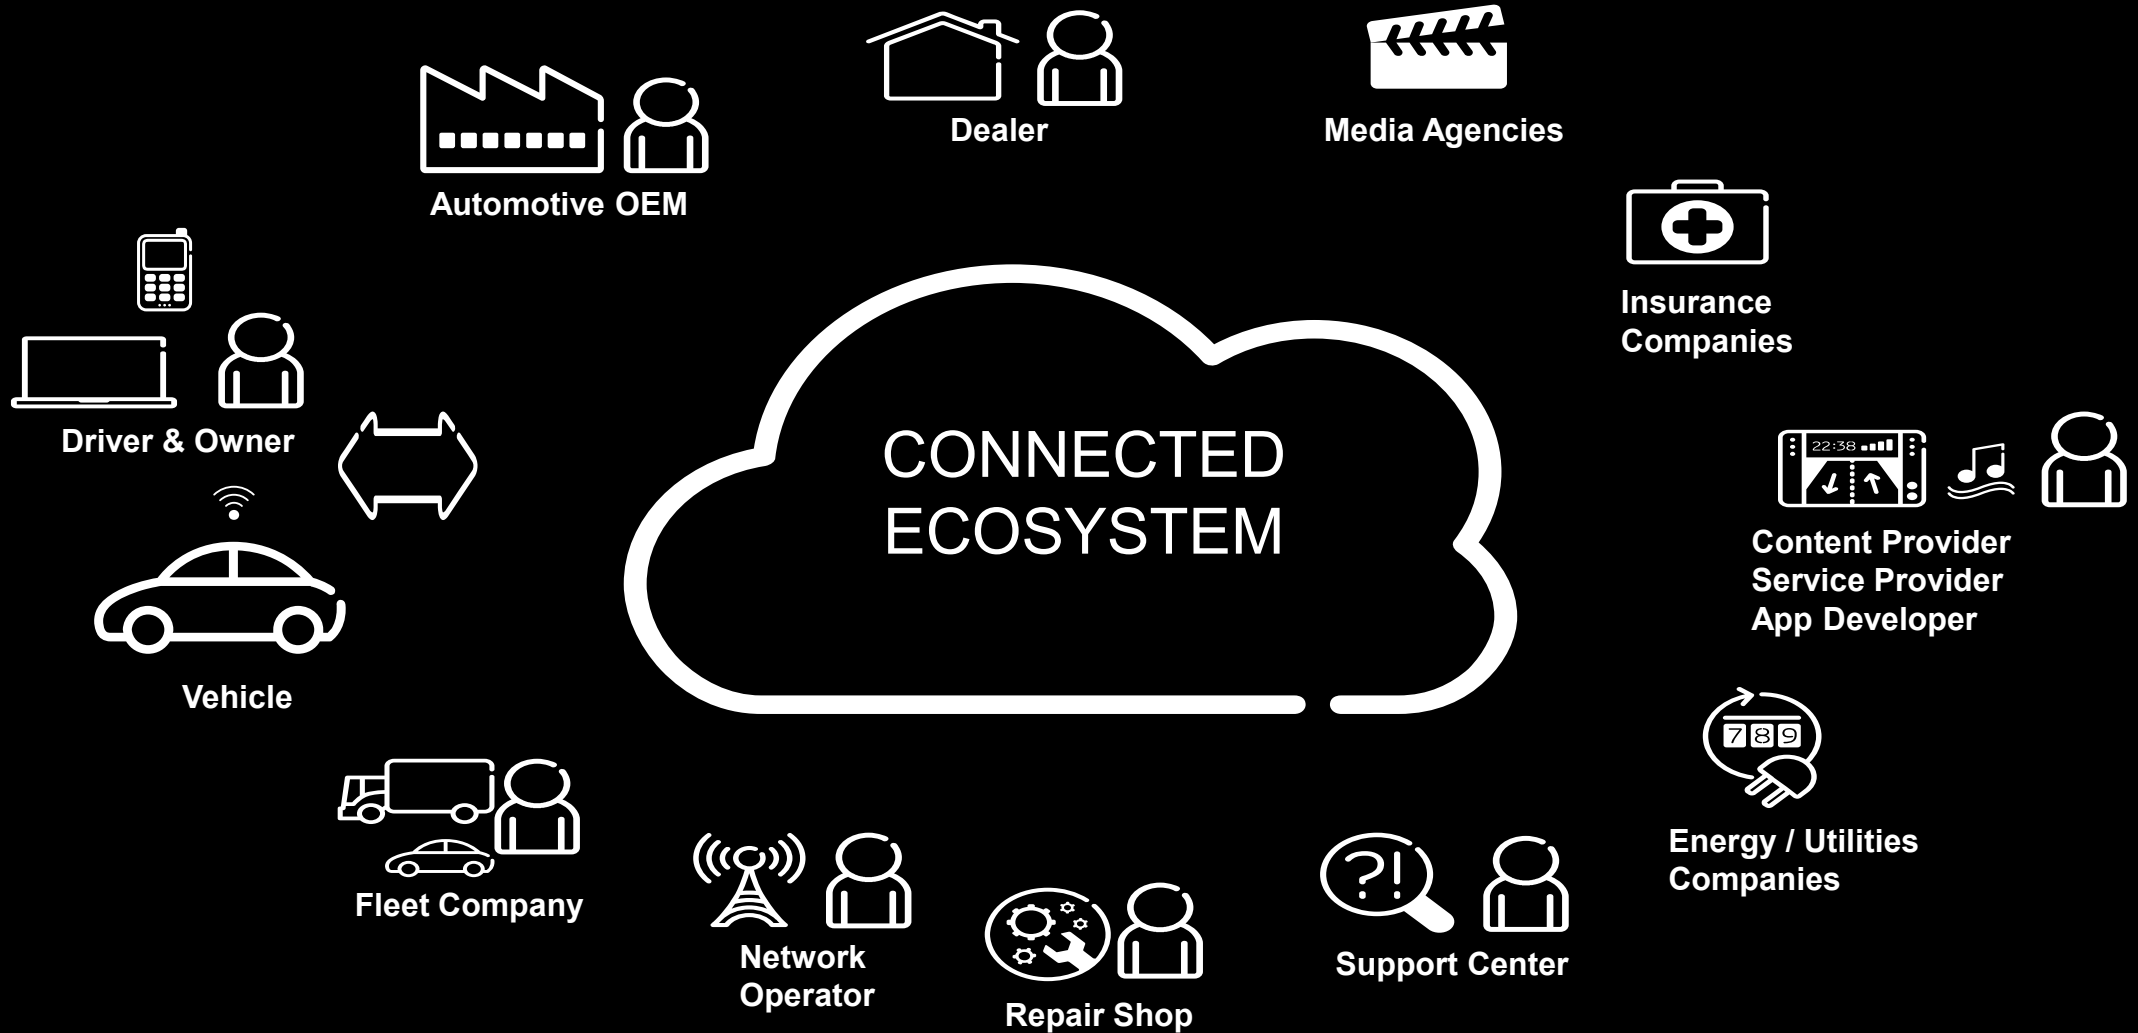 Dealer
Media Agencies
Automotive OEM
Insurance
Companies
Driver & Owner
CONNECTED
ECOSYSTEM
22:38
Content Provider
Service Provider
App Developer
Vehicle
789
Energy / Utilities
Companies
Fleet Company
?!
Network
Operator
Support Center
Repair Shop